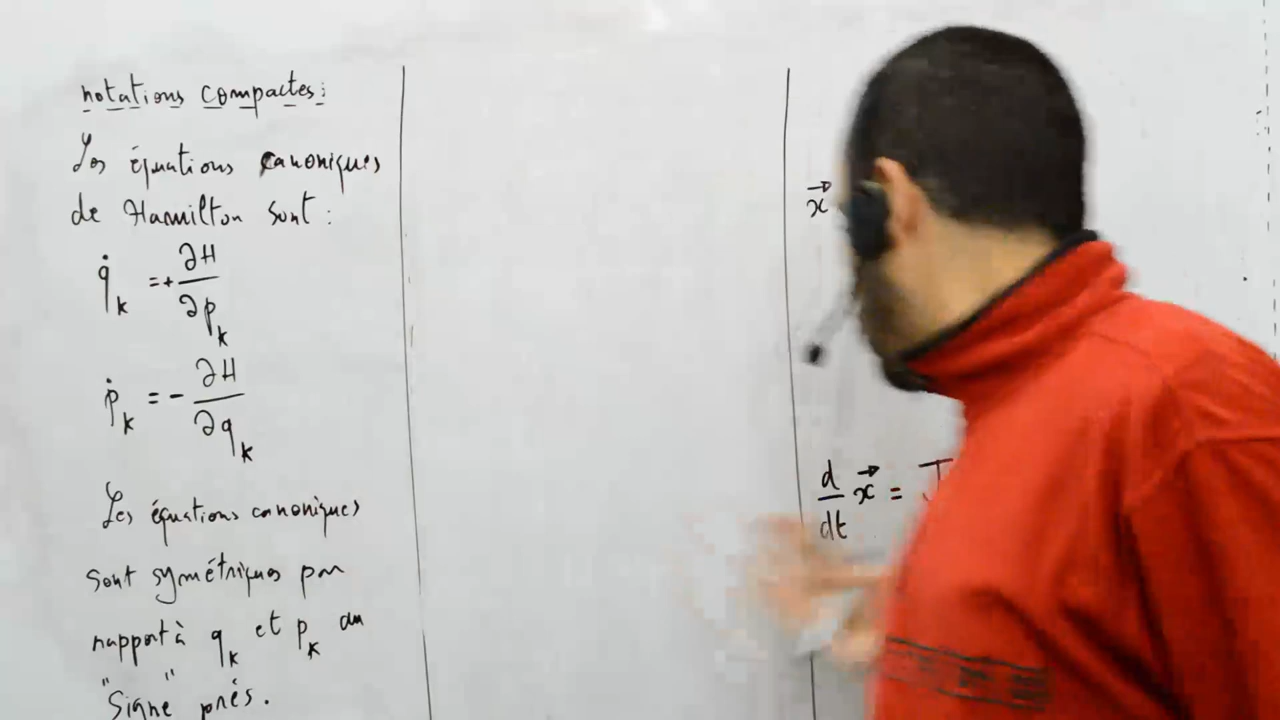 notations compactes:
Les équations canoniques
de Hamilton sont :
q̇ₖ = + ∂H/∂pₖ
ṗₖ = - ∂H/∂qₖ
Les équations canoniques
sont symétriques par
rapport à qₖ et pₖ au
"Signe" prés.
x⃗
d/dt x⃗ = J